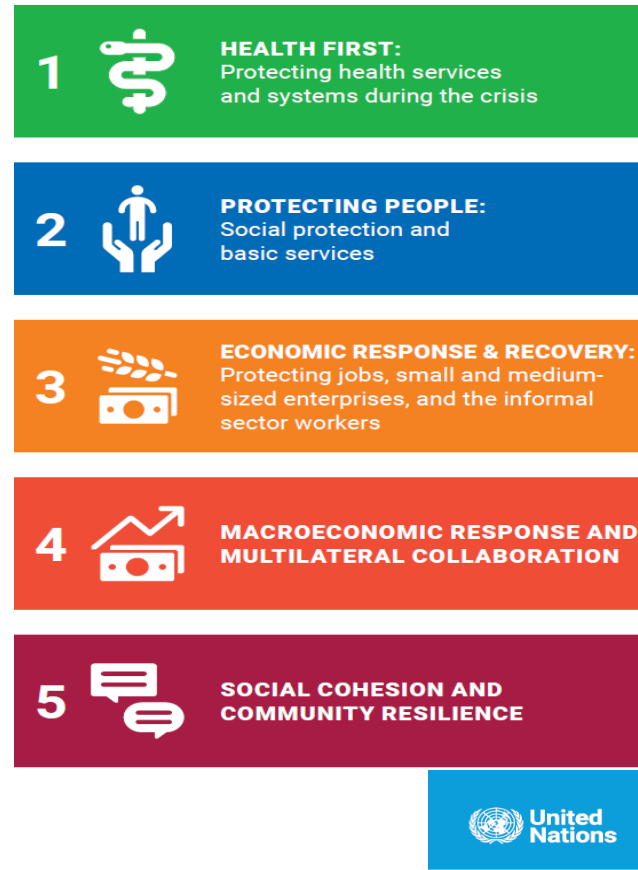 1
HEALTH FIRST:
Protecting health services
and systems during the crisis
2
PROTECTING PEOPLE:
Social protection and
basic services
3
ECONOMIC RESPONSE & RECOVERY:
Protecting jobs, small and medium-
sized enterprises, and the informal
sector workers
4
MACROECONOMIC RESPONSE AND
MULTILATERAL COLLABORATION
5
SOCIAL COHESION AND
COMMUNITY RESILIENCE
United
Nations